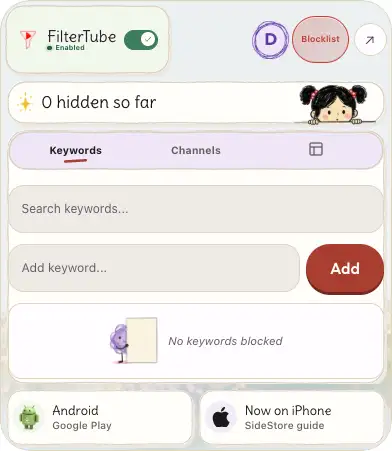 FilterTube
Enabled
D
Blocklist
0 hidden so far
Keywords
Channels
Search keywords...
Add keyword...
Add
No keywords blocked
Android
Google Play
Now on iPhone
SideStore guide